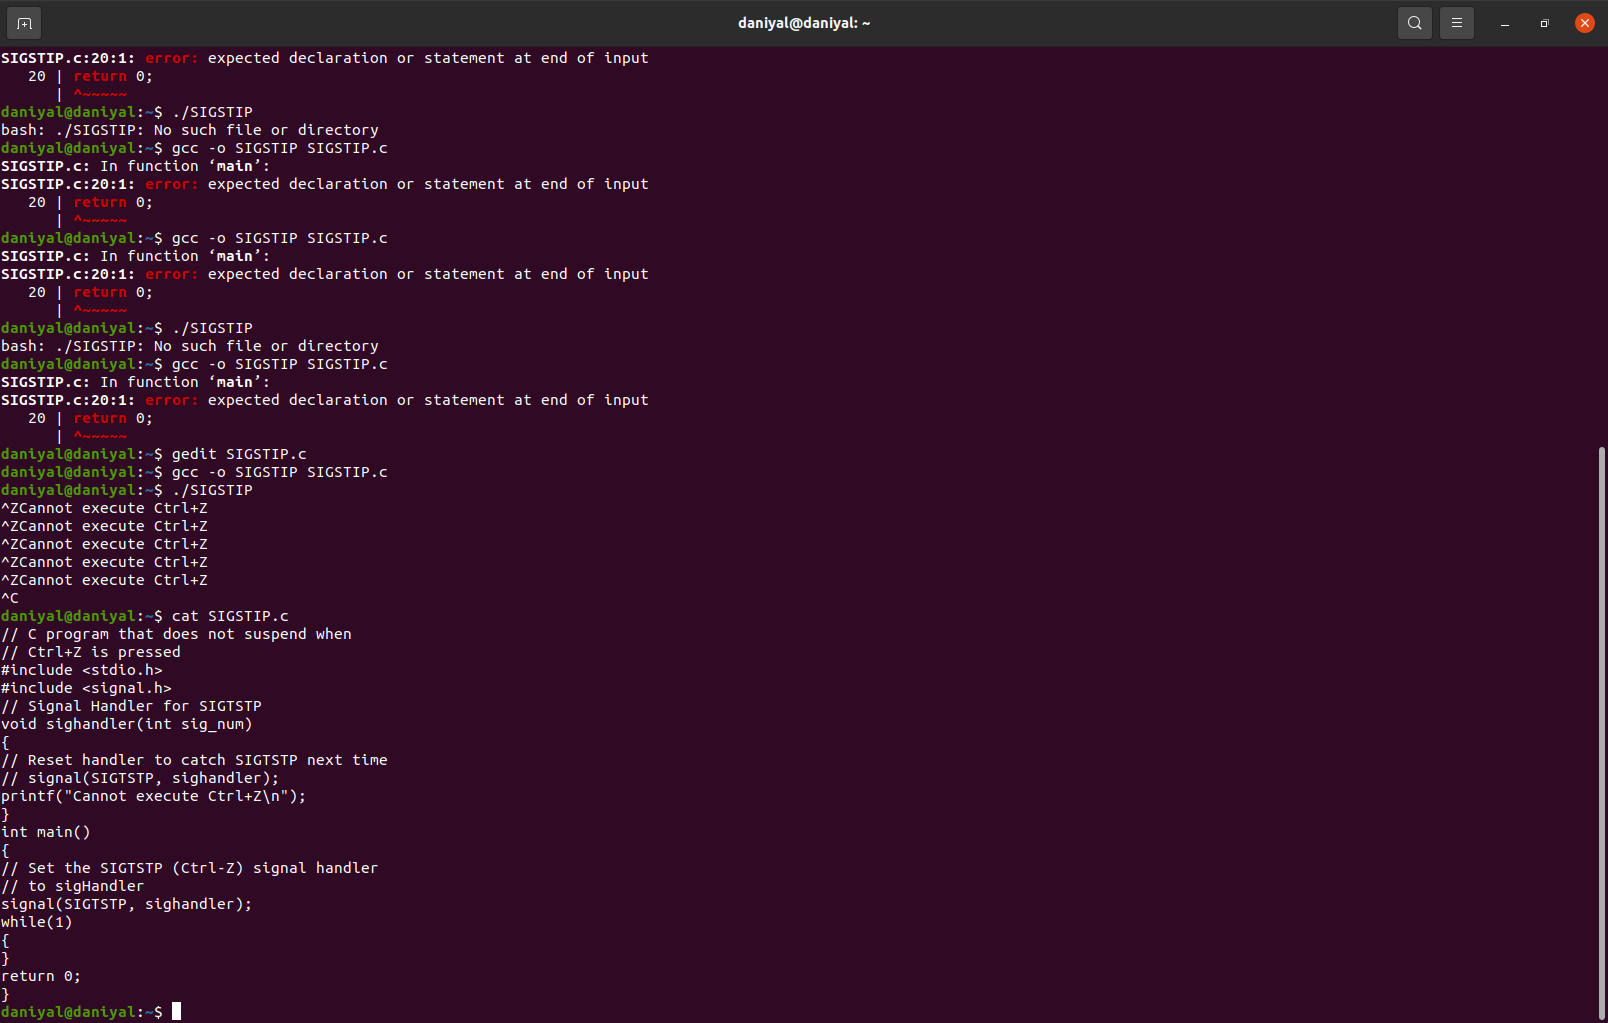 daniyal@daniyal: ~
SIGSTIP.c:20:1: error: expected declaration or statement at end of input
   20 | return 0;
      | ^~~~~~
daniyal@daniyal:~$ ./SIGSTIP
bash: ./SIGSTIP: No such file or directory
daniyal@daniyal:~$ gcc -o SIGSTIP SIGSTIP.c
SIGSTIP.c: In function ‘main’:
SIGSTIP.c:20:1: error: expected declaration or statement at end of input
   20 | return 0;
      | ^~~~~~
daniyal@daniyal:~$ gcc -o SIGSTIP SIGSTIP.c
SIGSTIP.c: In function ‘main’:
SIGSTIP.c:20:1: error: expected declaration or statement at end of input
   20 | return 0;
      | ^~~~~~
daniyal@daniyal:~$ ./SIGSTIP
bash: ./SIGSTIP: No such file or directory
daniyal@daniyal:~$ gcc -o SIGSTIP SIGSTIP.c
SIGSTIP.c: In function ‘main’:
SIGSTIP.c:20:1: error: expected declaration or statement at end of input
   20 | return 0;
      | ^~~~~~
daniyal@daniyal:~$ gedit SIGSTIP.c
daniyal@daniyal:~$ gcc -o SIGSTIP SIGSTIP.c
daniyal@daniyal:~$ ./SIGSTIP
^ZCannot execute Ctrl+Z
^ZCannot execute Ctrl+Z
^ZCannot execute Ctrl+Z
^ZCannot execute Ctrl+Z
^ZCannot execute Ctrl+Z
^C
daniyal@daniyal:~$ cat SIGSTIP.c
// C program that does not suspend when
// Ctrl+Z is pressed
#include <stdio.h>
#include <signal.h>
// Signal Handler for SIGTSTP
void sighandler(int sig_num)
{
// Reset handler to catch SIGTSTP next time
// signal(SIGTSTP, sighandler);
printf("Cannot execute Ctrl+Z\n");
}
int main()
{
// Set the SIGTSTP (Ctrl-Z) signal handler
// to sigHandler
signal(SIGTSTP, sighandler);
while(1)
{
}
return 0;
}
daniyal@daniyal:~$